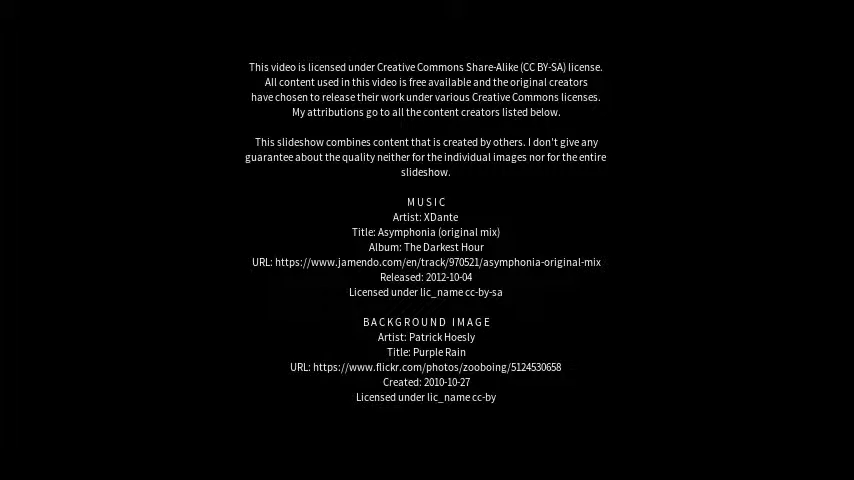 This video is licensed under Creative Commons Share-Alike (CC BY-SA) license.
All content used in this video is free available and the original creators
have chosen to release their work under various Creative Commons licenses.
My attributions go to all the content creators listed below.
This slideshow combines content that is created by others. I don't give any
guarantee about the quality neither for the individual images nor for the entire
slideshow.
MUSIC
Artist: XDante
Title: Asymphonia (original mix)
Album: The Darkest Hour
URL: https://www.jamendo.com/en/track/970521/asymphonia-original-mix
Released: 2012-10-04
Licensed under lic_name cc-by-sa
BACKGROUND IMAGE
Artist: Patrick Hoesly
Title: Purple Rain
URL: https://www.flickr.com/photos/zooboing/5124530658
Created: 2010-10-27
Licensed under lic_name cc-by